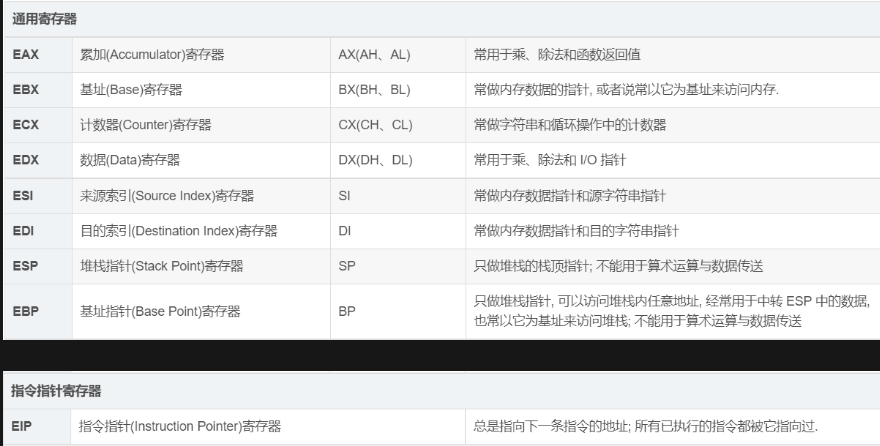 通用寄存器
EAX 累加(Accumulator)寄存器 AX(AH、AL) 常用于乘、除法和函数返回值
EBX 基址(Base)寄存器 BX(BH、BL) 常做内存数据的指针, 或者说常以它为基址来访问内存.
ECX 计数器(Counter)寄存器 CX(CH、CL) 常做字符串和循环操作中的计数器
EDX 数据(Data)寄存器 DX(DH、DL) 常用于乘、除法和 I/O 指针
ESI 来源索引(Source Index)寄存器 SI 常做内存数据指针和源字符串指针
EDI 目的索引(Destination Index)寄存器 DI 常做内存数据指针和目的字符串指针
ESP 堆栈指针(Stack Point)寄存器 SP 只做堆栈的栈顶指针; 不能用于算术运算与数据传送
EBP 基址指针(Base Point)寄存器 BP 只做堆栈指针, 可以访问堆栈内任意地址, 经常用于中转 ESP 中的数据,
也常以它为基址来访问堆栈; 不能用于算术运算与数据传送
指令指针寄存器
EIP 指令指针(Instruction Pointer)寄存器 总是指向下一条指令的地址; 所有已执行的指令都被它指向过.